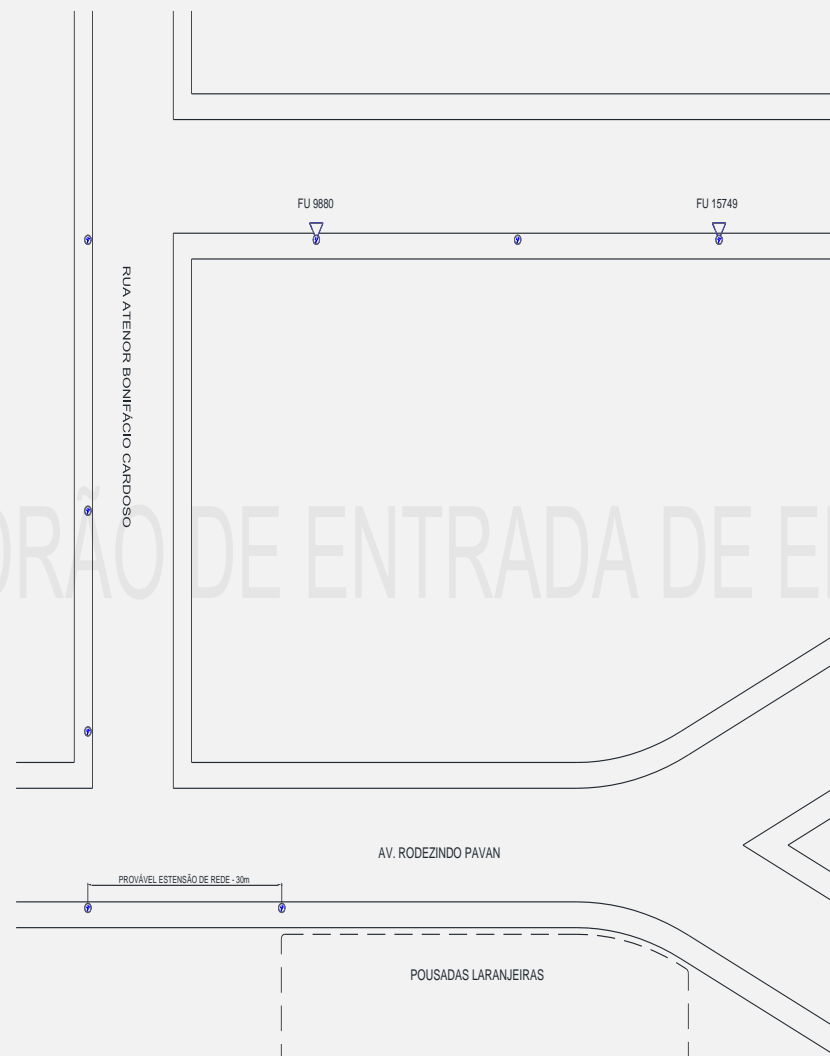 FU 9880
FU 15749
RUA ATENOR BONIFÁCIO CARDOSO
DRÃO DE ENTRADA DE E
AV. RODEZINDO PAVAN
PROVÁVEL ESTENSÃO DE REDE - 30m
POUSADAS LARANJEIRAS